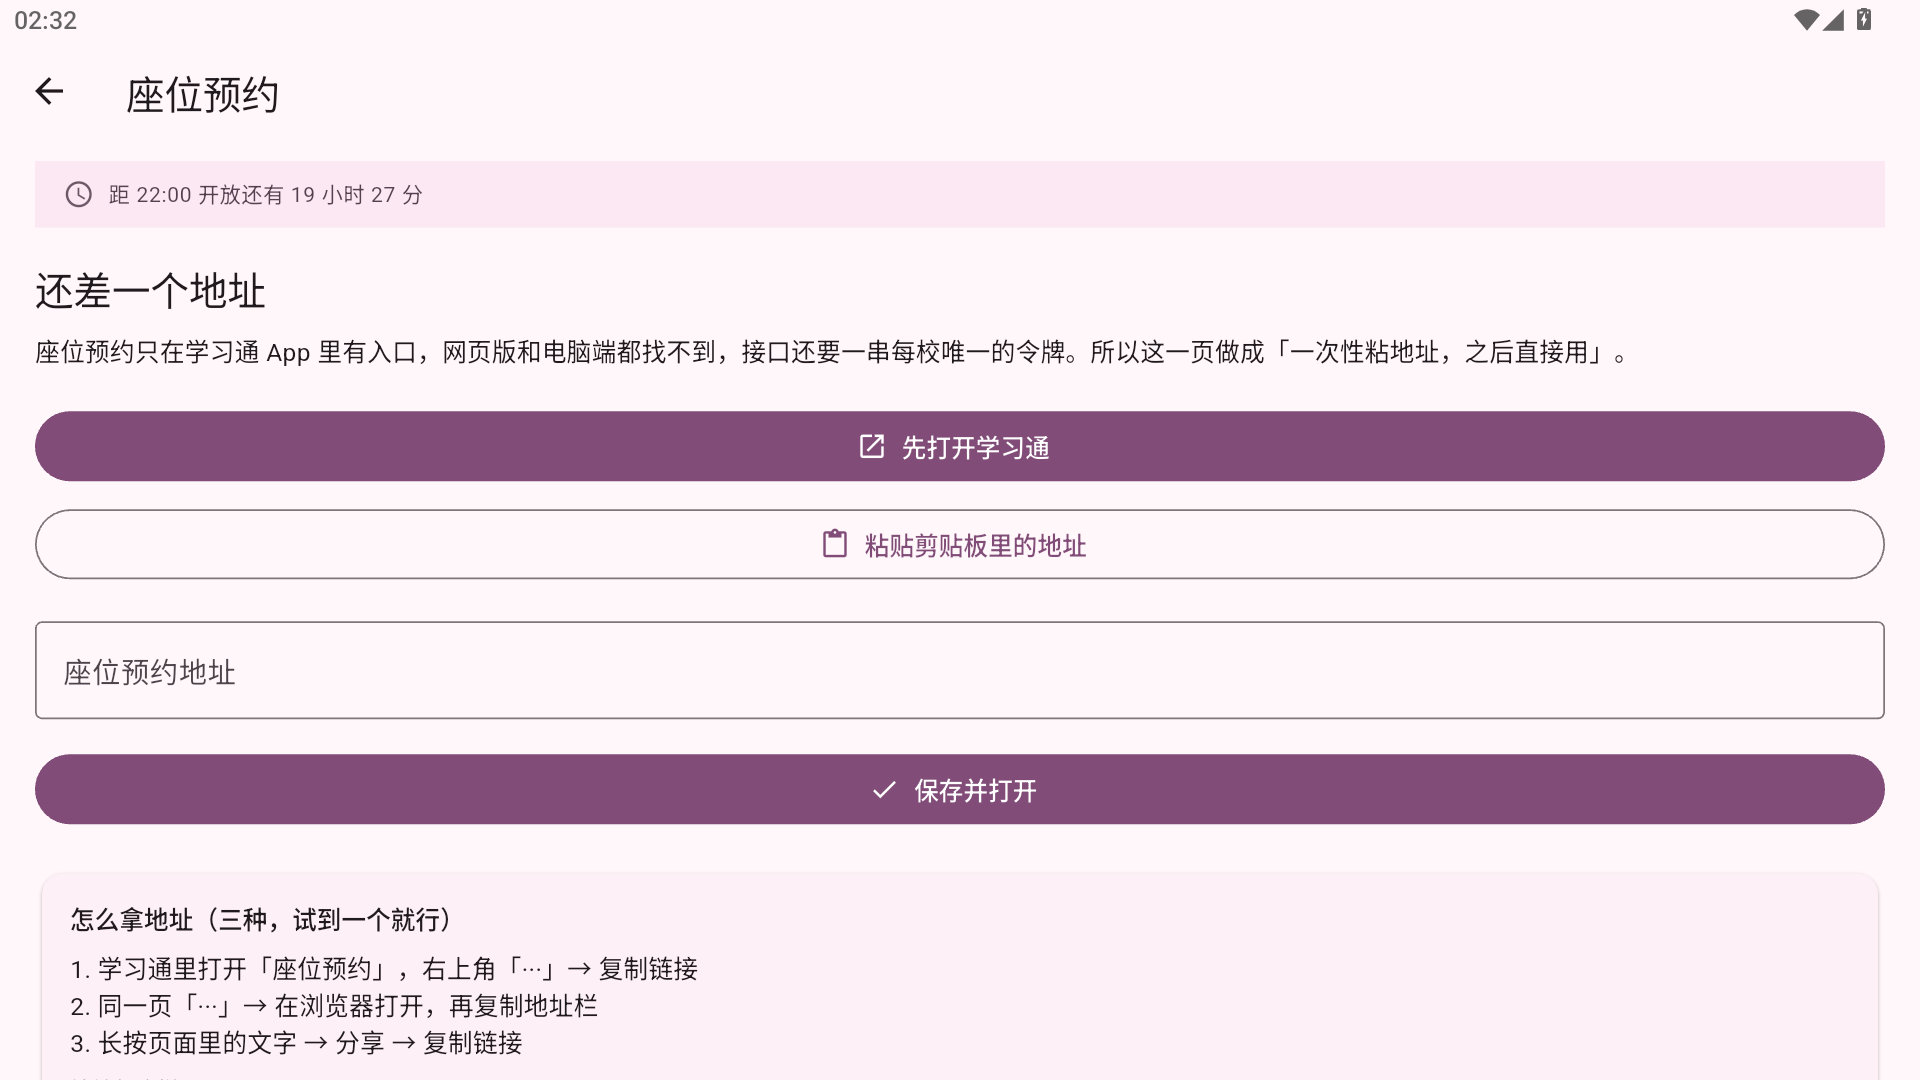 02:32
座位预约
距 22:00 开放还有 19 小时 27 分
还差一个地址
座位预约只在学习通 App 里有入口，网页版和电脑端都找不到，接口还要一串每校唯一的令牌。所以这一页做成「一次性粘地址，之后直接用」。
先打开学习通
粘贴剪贴板里的地址
座位预约地址
保存并打开
怎么拿地址（三种，试到一个就行）
1. 学习通里打开「座位预约」，右上角「···」→ 复制链接
2. 同一页「···」→ 在浏览器打开，再复制地址栏
3. 长按页面里的文字 → 分享 → 复制链接